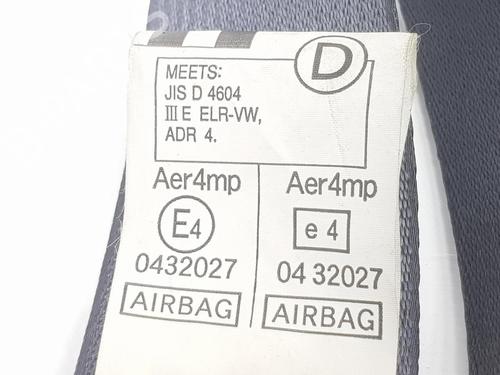 D
MEETS:
JIS D 4604
III E ELR-VW,
ADR 4.
Aer4mp Aer4mp
E4 e 4
0432027 04 32027
AIRBAG AIRBAG